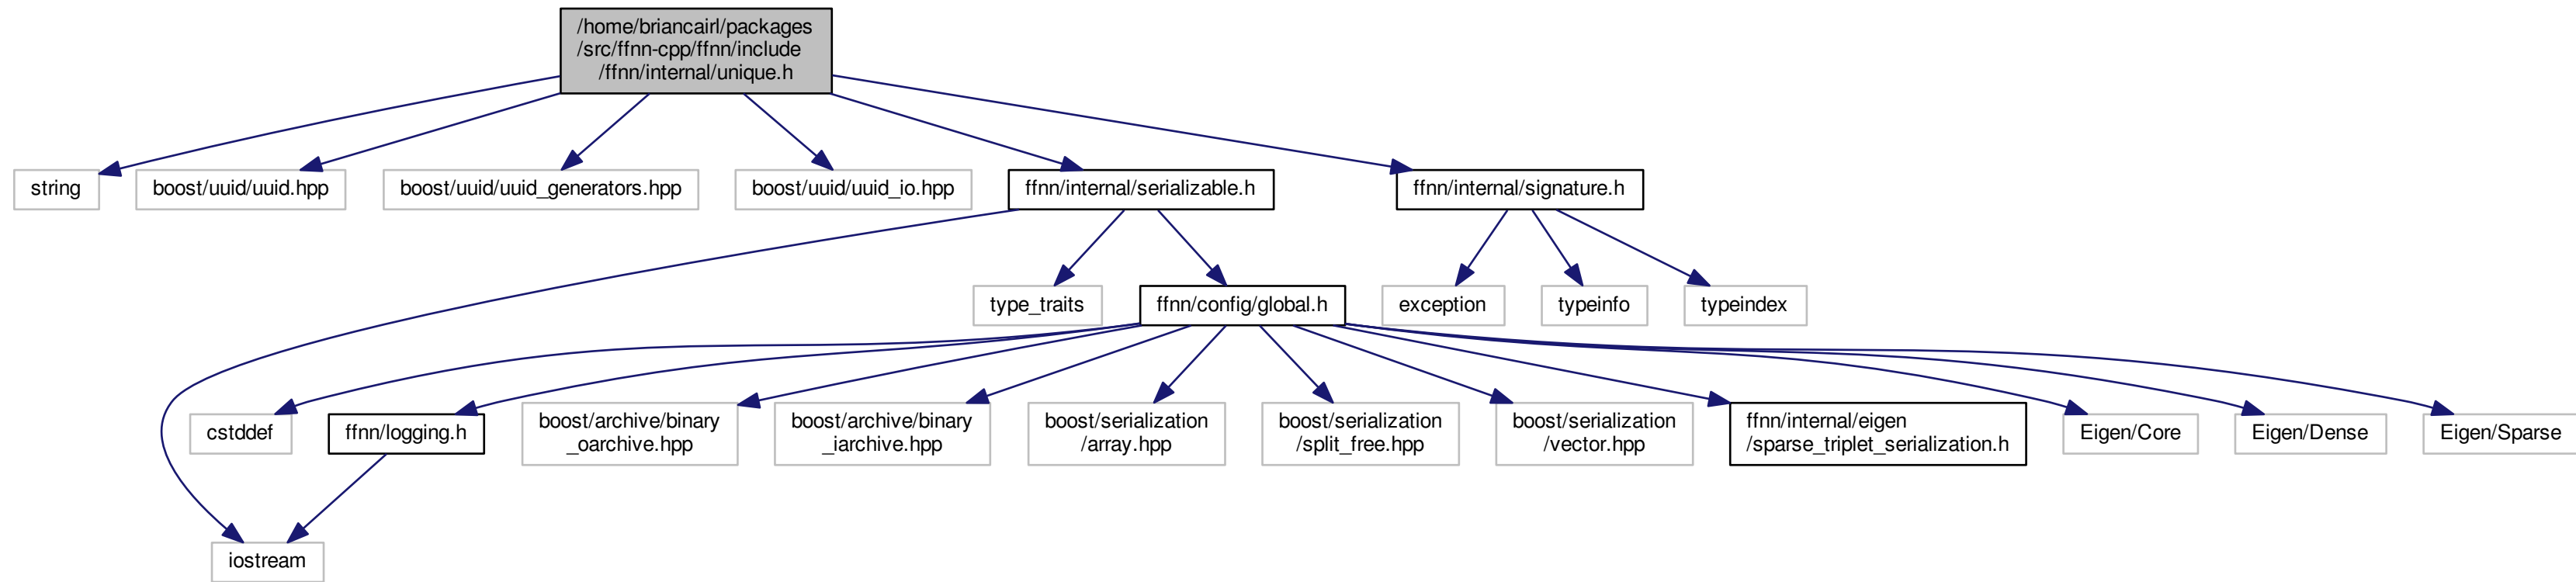 /home/briancairl/packages
/src/ffnn-cpp/ffnn/include
/ffnn/internal/unique.h
string
boost/uuid/uuid.hpp
boost/uuid/uuid_generators.hpp
boost/uuid/uuid_io.hpp
ffnn/internal/serializable.h
ffnn/internal/signature.h
type_traits
ffnn/config/global.h
exception
typeinfo
typeindex
cstddef
ffnn/logging.h
boost/archive/binary
_oarchive.hpp
boost/archive/binary
_iarchive.hpp
boost/serialization
/array.hpp
boost/serialization
/split_free.hpp
boost/serialization
/vector.hpp
ffnn/internal/eigen
/sparse_triplet_serialization.h
Eigen/Core
Eigen/Dense
Eigen/Sparse
iostream